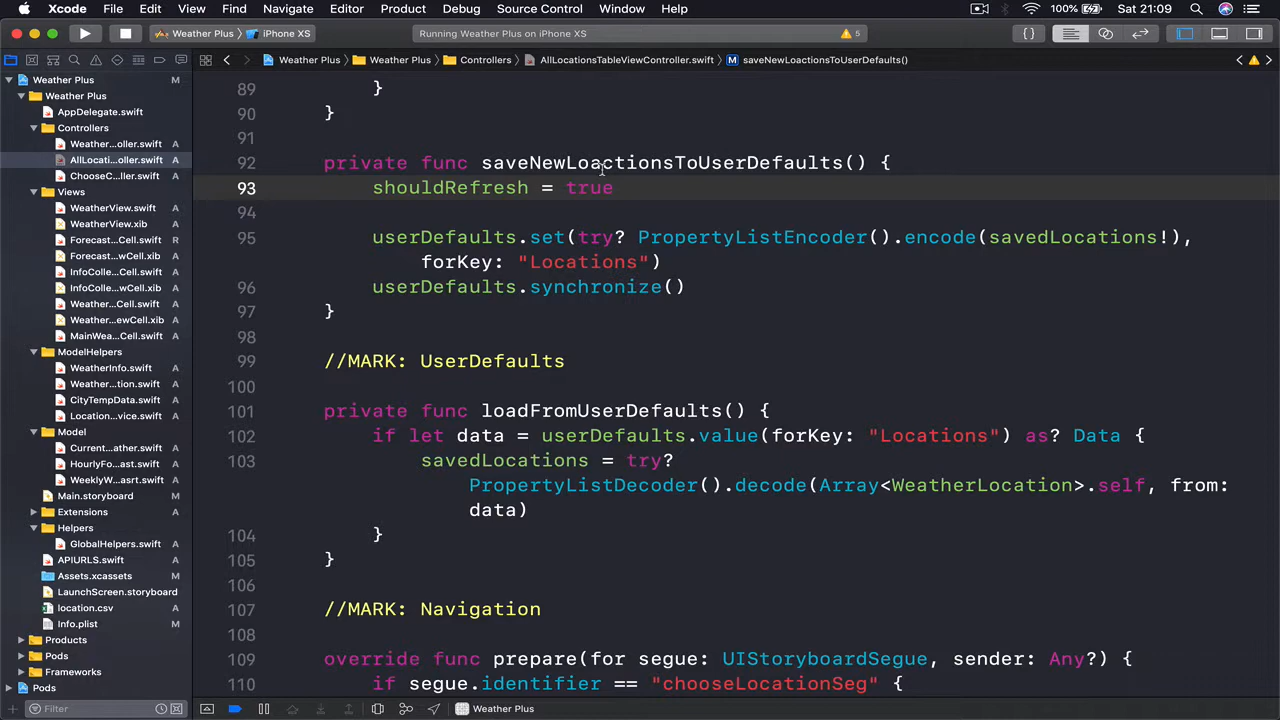 Xcode File Edit View Find Navigate Editor Product Debug Source Control Window Help 100% Sat 21:09
Weather Plus iPhone XS Running Weather Plus on iPhone XS 5
Weather Plus Weather Plus Controllers AllLocationsTableViewController.swift saveNewLoactionsToUserDefaults()
Weather Plus M
Weather Plus
AppDelegate.swift A
Controllers
Weather...oller.swift A
AllLocati...oller.swift A
ChooseC...ller.swift A
Views
WeatherView.swift A
WeatherView.xib A
Forecast...Cell.swift R
Forecast...wCell.xib A
InfoColle...Cell.swift A
InfoColle...wCell.xib A
Weather...Cell.swift A
Weather...ewCell.xib A
MainWea...Cell.swift A
ModelHelpers
WeatherInfo.swift A
Weather...tion.swift A
CityTempData.swift A
Location...vice.swift A
Model
Current...ather.swift A
HourlyFo...ast.swift A
WeeklyW...asrt.swift A
Main.storyboard A
Extensions
Helpers
GlobalHelpers.swift A
APIURLS.swift A
Assets.xcassets M
LaunchScreen.storyboard
location.csv A
Info.plist A
Products
Pods
Frameworks
Pods
Filter
89 }
90 }
91
92 private func saveNewLoactionsToUserDefaults() {
93 shouldRefresh = true
94
95 userDefaults.set(try? PropertyListEncoder().encode(savedLocations!),
forKey: "Locations")
96 userDefaults.synchronize()
97 }
98
99 //MARK: UserDefaults
100
101 private func loadFromUserDefaults() {
102 if let data = userDefaults.value(forKey: "Locations") as? Data {
103 savedLocations = try?
PropertyListDecoder().decode(Array<WeatherLocation>.self, from:
data)
104 }
105 }
106
107 //MARK: Navigation
108
109 override func prepare(for segue: UIStoryboardSegue, sender: Any?) {
110 if segue.identifier == "chooseLocationSeg" {
Weather Plus